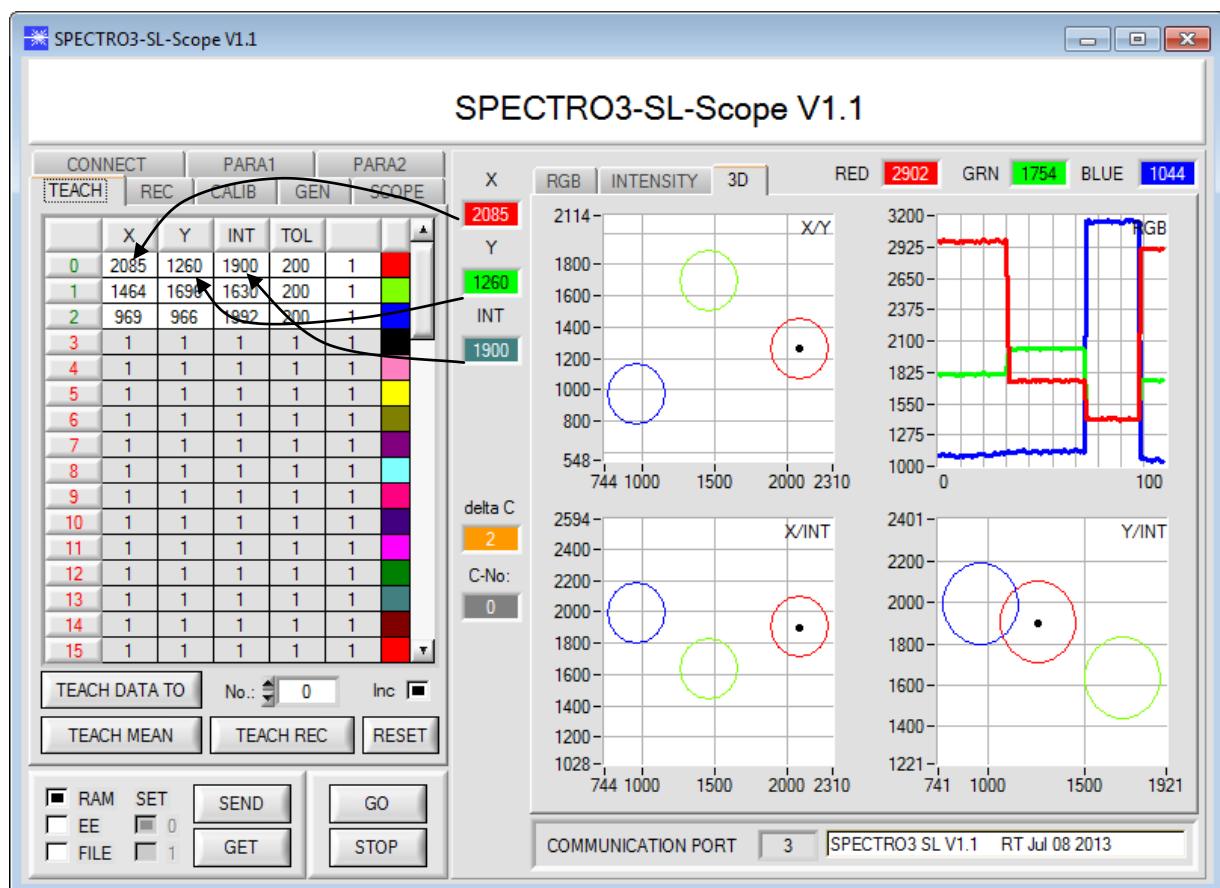 SPECTRO3-SL-Scope V1.1
SPECTRO3-SL-Scope V1.1
CONNECT PARA1 PARA2
TEACH REC CALIB GEN SCOPE
X Y INT TOL
0 2085 1260 1900 200 1
1 1464 1696 1630 200 1
2 969 966 1992 200 1
3 1 1 1 1 1
4 1 1 1 1 1
5 1 1 1 1 1
6 1 1 1 1 1
7 1 1 1 1 1
8 1 1 1 1 1
9 1 1 1 1 1
10 1 1 1 1 1
11 1 1 1 1 1
12 1 1 1 1 1
13 1 1 1 1 1
14 1 1 1 1 1
15 1 1 1 1 1
TEACH DATA TO No.: 0 Inc
TEACH MEAN TEACH REC RESET
RAM SET SEND GO
EE 0
FILE 1 GET STOP
X
2085
Y
1260
INT
1900
delta C
2
C-No:
0
RGB INTENSITY 3D RED 2902 GRN 1754 BLUE 1044
X/Y
2114
1800
1600
1400
1200
1000
800
548
744 1000 1500 2000 2310
RGB
3200
2925
2650
2375
2100
1825
1550
1275
1000
0 100
X/INT
2594
2400
2200
2000
1800
1600
1400
1200
1028
744 1000 1500 2000 2310
Y/INT
2401
2200
2000
1800
1600
1400
1221
741 1000 1500 1921
COMMUNICATION PORT 3 SPECTRO3 SL V1.1 RT Jul 08 2013